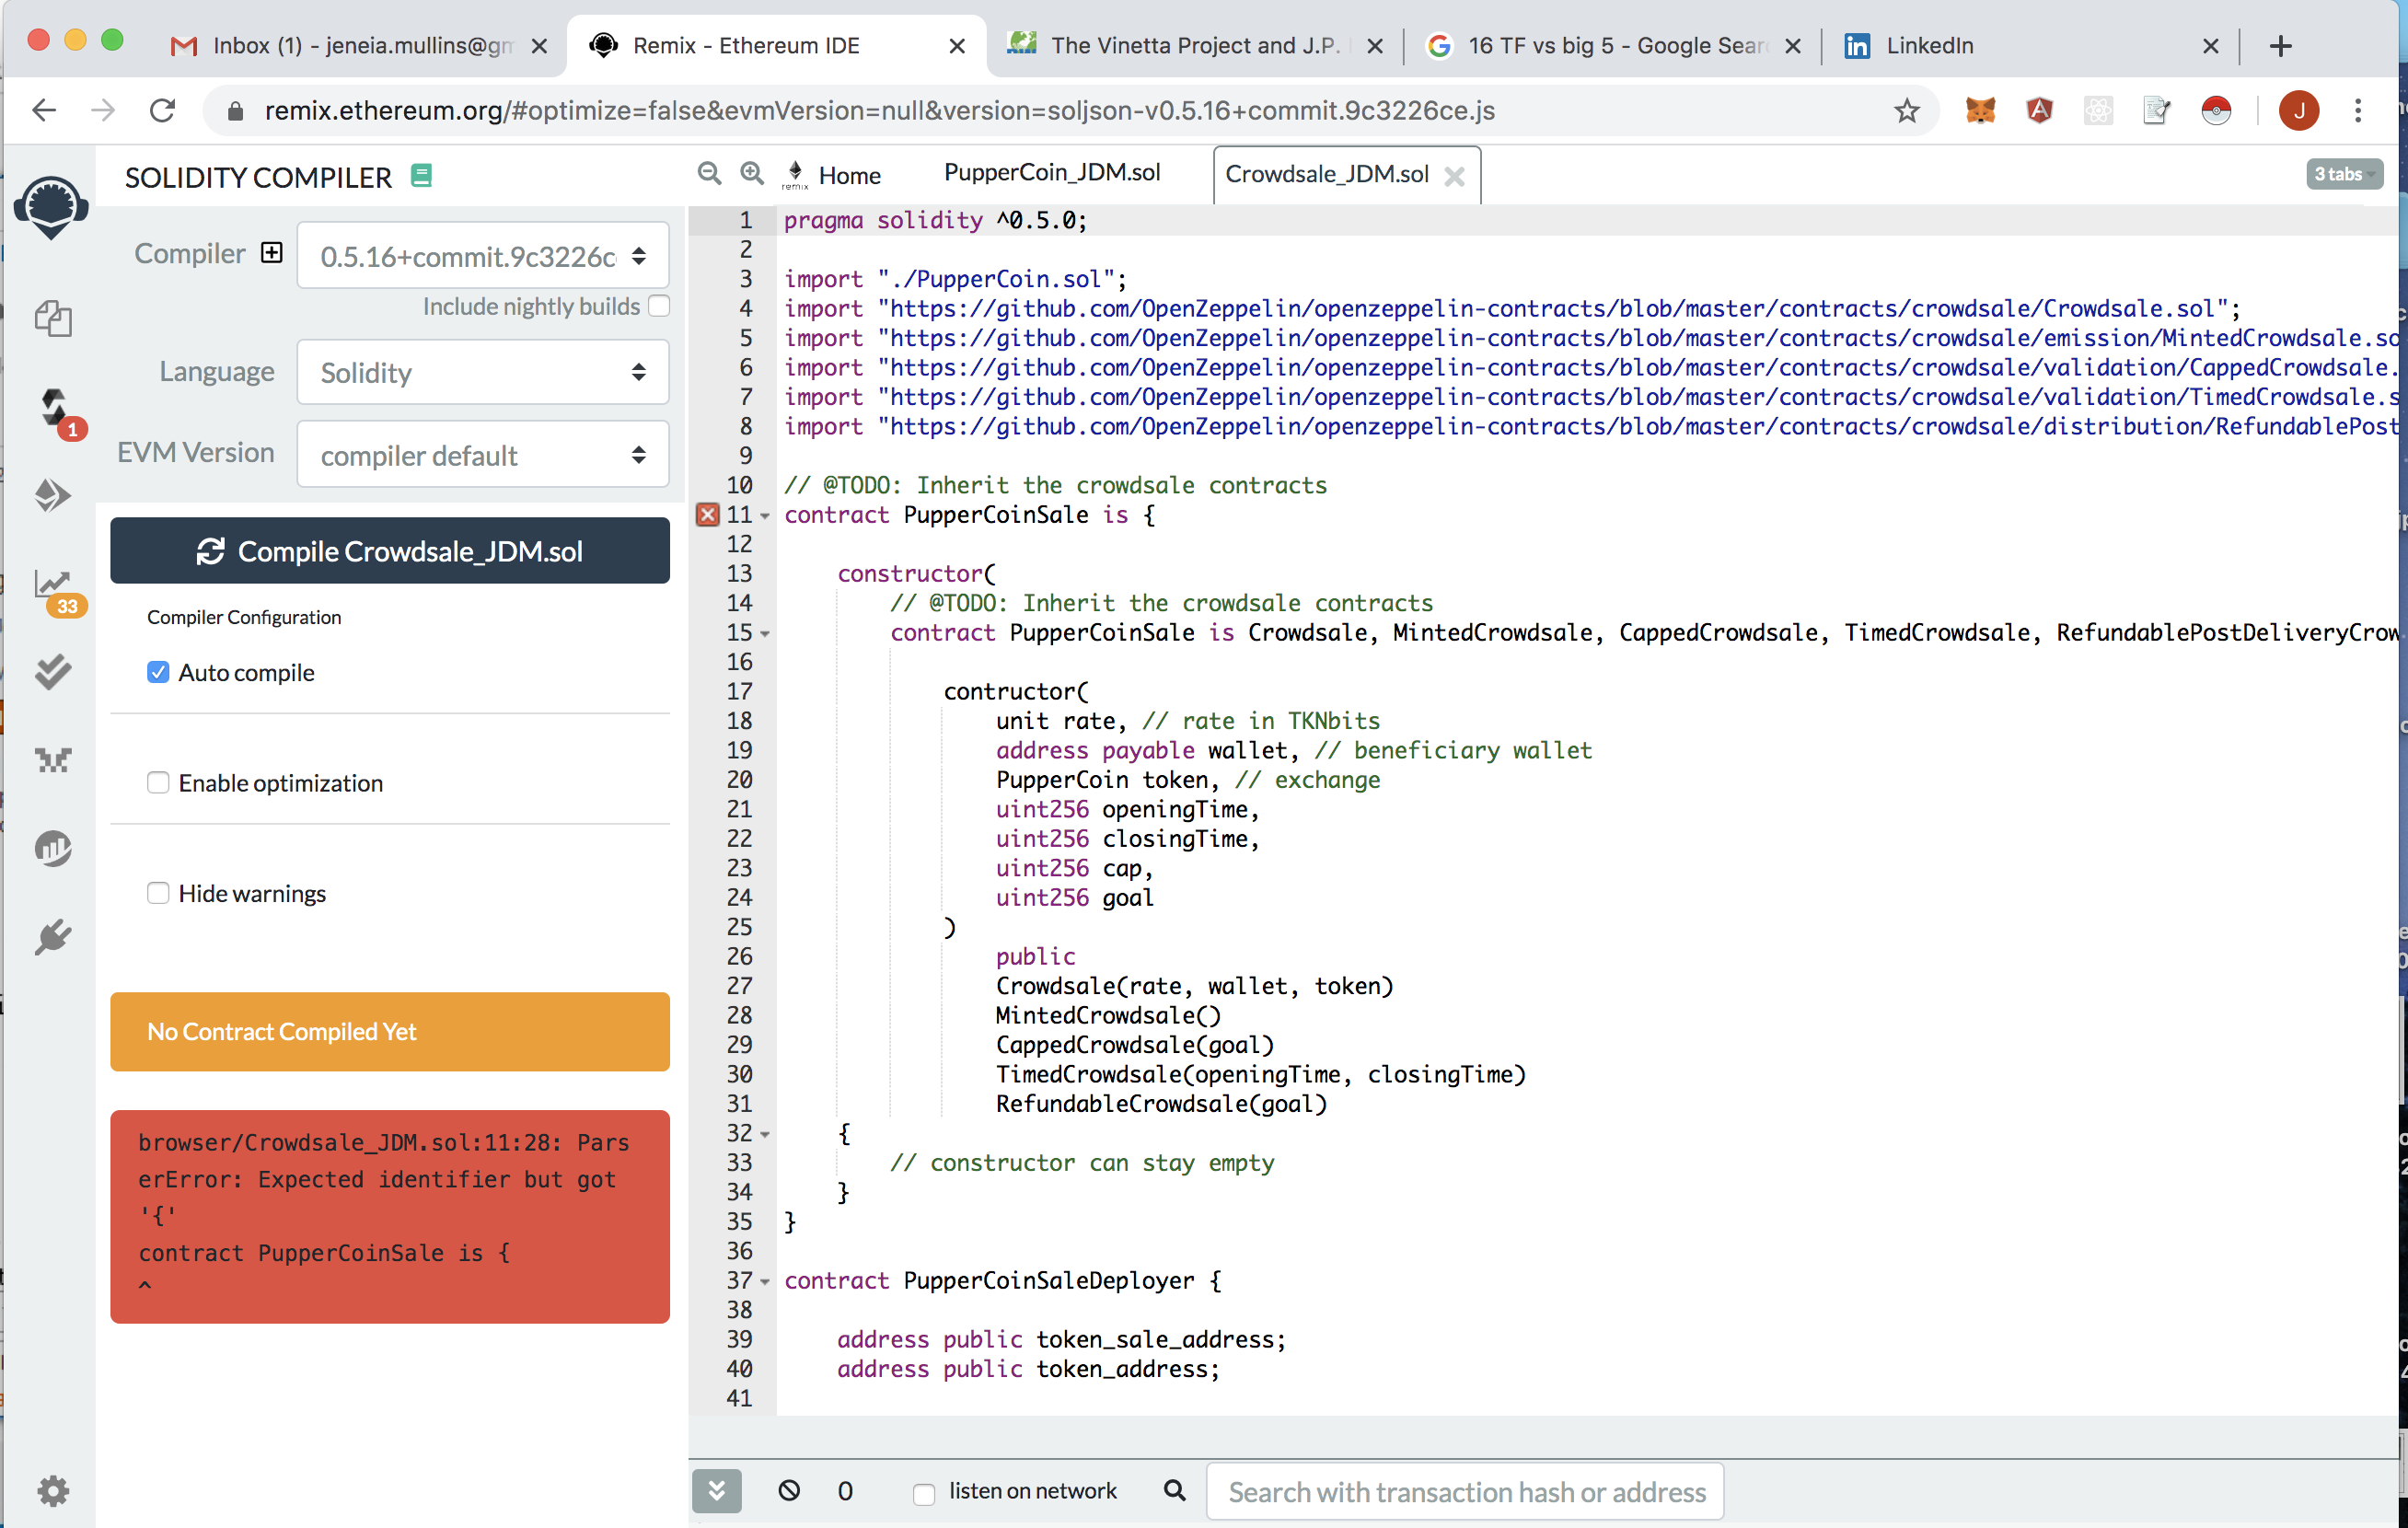 Inbox (1) - jeneia.mullins@gm
Remix - Ethereum IDE
The Vinetta Project and J.P.
16 TF vs big 5 - Google Sear
LinkedIn
remix.ethereum.org/#optimize=false&evmVersion=null&version=soljson-v0.5.16+commit.9c3226ce.js
J
SOLIDITY COMPILER
Compiler
0.5.16+commit.9c3226c
Include nightly builds
Language
Solidity
EVM Version
compiler default
1
33
Compile Crowdsale_JDM.sol
Compiler Configuration
Auto compile
Enable optimization
Hide warnings
No Contract Compiled Yet
browser/Crowdsale_JDM.sol:11:28: Pars
erError: Expected identifier but got
'{'
contract PupperCoinSale is {
^
remix
Home
PupperCoin_JDM.sol
Crowdsale_JDM.sol
3 tabs
1 pragma solidity ^0.5.0;
2
3 import "./PupperCoin.sol";
4 import "https://github.com/OpenZeppelin/openzeppelin-contracts/blob/master/contracts/crowdsale/Crowdsale.sol";
5 import "https://github.com/OpenZeppelin/openzeppelin-contracts/blob/master/contracts/crowdsale/emission/MintedCrowdsale.so
6 import "https://github.com/OpenZeppelin/openzeppelin-contracts/blob/master/contracts/crowdsale/validation/CappedCrowdsale.
7 import "https://github.com/OpenZeppelin/openzeppelin-contracts/blob/master/contracts/crowdsale/validation/TimedCrowdsale.s
8 import "https://github.com/OpenZeppelin/openzeppelin-contracts/blob/master/contracts/crowdsale/distribution/RefundablePost
9
10 // @TODO: Inherit the crowdsale contracts
11 contract PupperCoinSale is {
12
13 constructor(
14 // @TODO: Inherit the crowdsale contracts
15 contract PupperCoinSale is Crowdsale, MintedCrowdsale, CappedCrowdsale, TimedCrowdsale, RefundablePostDeliveryCrow
16
17 contructor(
18 unit rate, // rate in TKNbits
19 address payable wallet, // beneficiary wallet
20 PupperCoin token, // exchange
21 uint256 openingTime,
22 uint256 closingTime,
23 uint256 cap,
24 uint256 goal
25 )
26 public
27 Crowdsale(rate, wallet, token)
28 MintedCrowdsale()
29 CappedCrowdsale(goal)
30 TimedCrowdsale(openingTime, closingTime)
31 RefundableCrowdsale(goal)
32 {
33 // constructor can stay empty
34 }
35 }
36
37 contract PupperCoinSaleDeployer {
38
39 address public token_sale_address;
40 address public token_address;
41
0
listen on network
Search with transaction hash or address